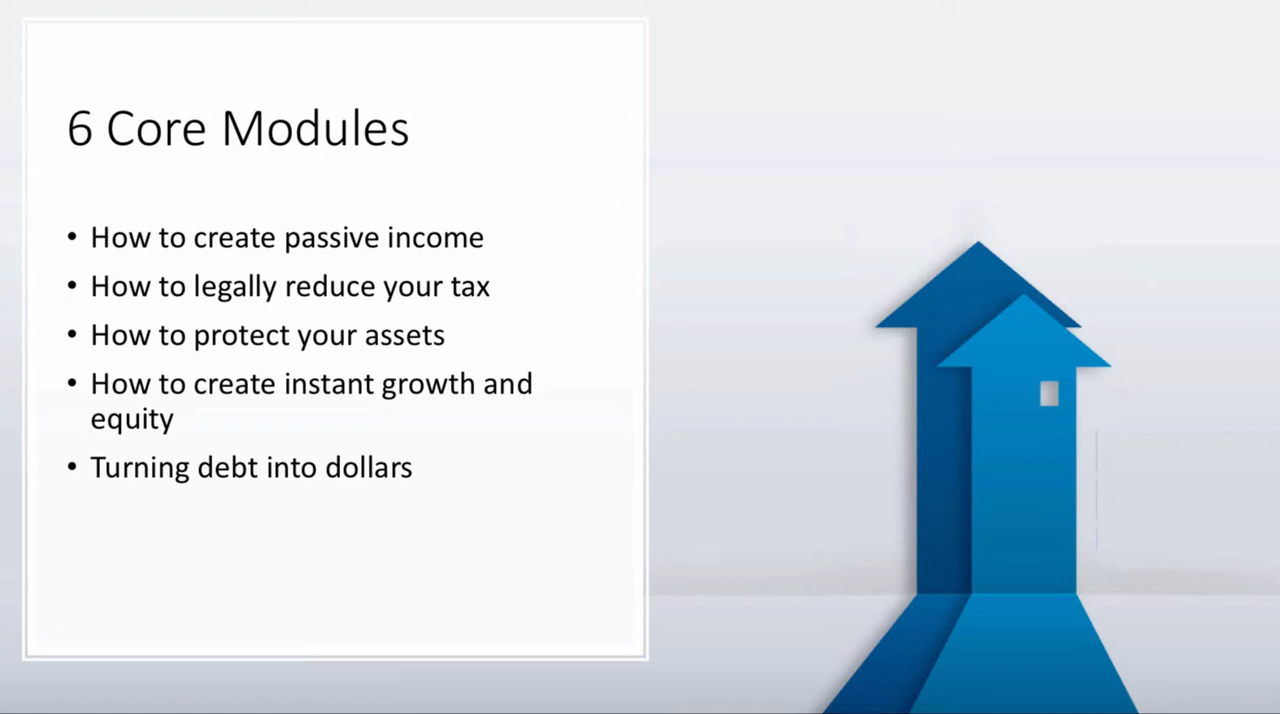 6 Core Modules
• How to create passive income
• How to legally reduce your tax
• How to protect your assets
• How to create instant growth and
equity
• Turning debt into dollars